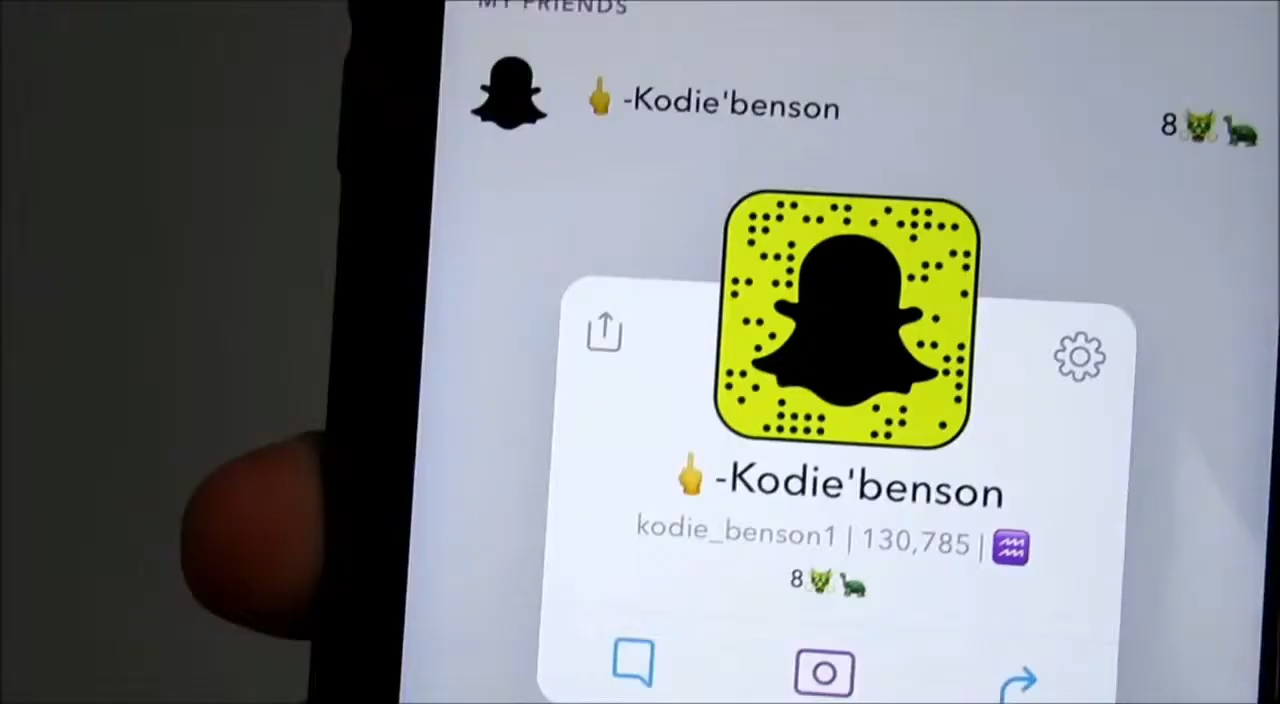 MY FRIENDS
🖕-Kodie'benson
8🐯🐢
🖕-Kodie'benson
kodie_benson1 | 130,785 | ♒
8🐯🐢